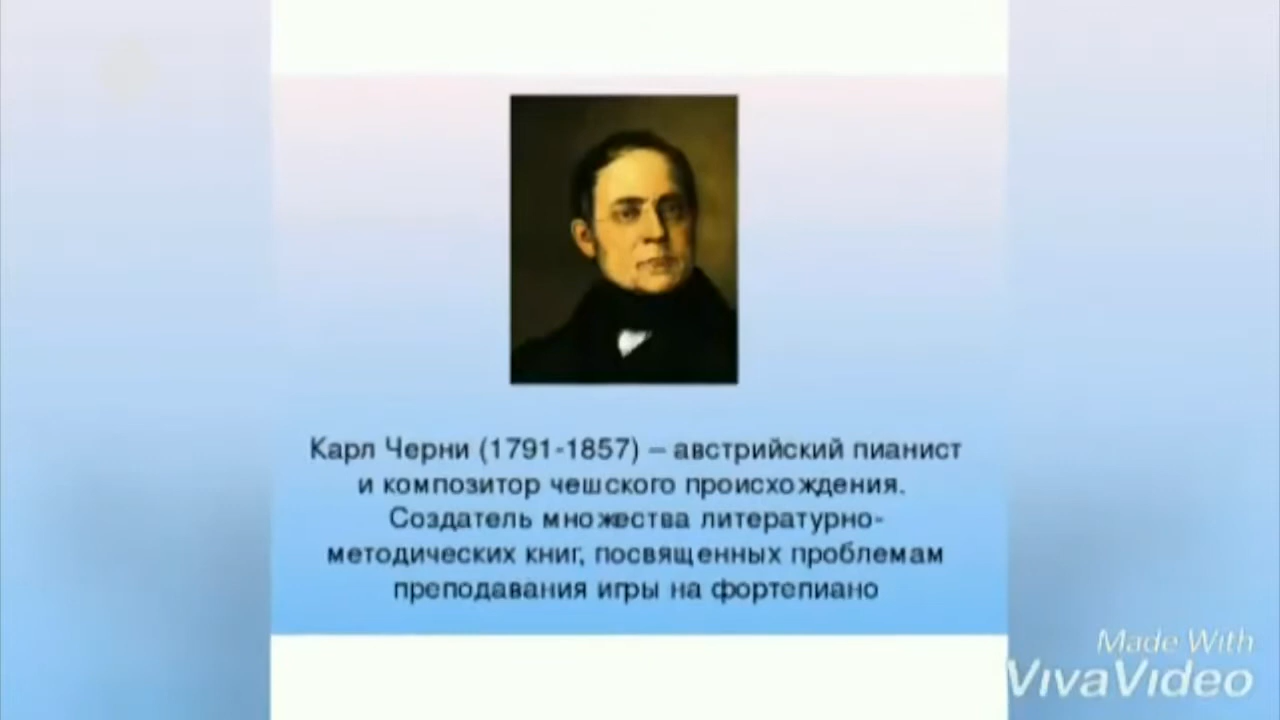 Карл Черни (1791-1857) – австрийский пианист
и композитор чешского происхождения.
Создатель множества литературно-
методических книг, посвященных проблемам
преподавания игры на фортепиано
Made With
VivaVideo